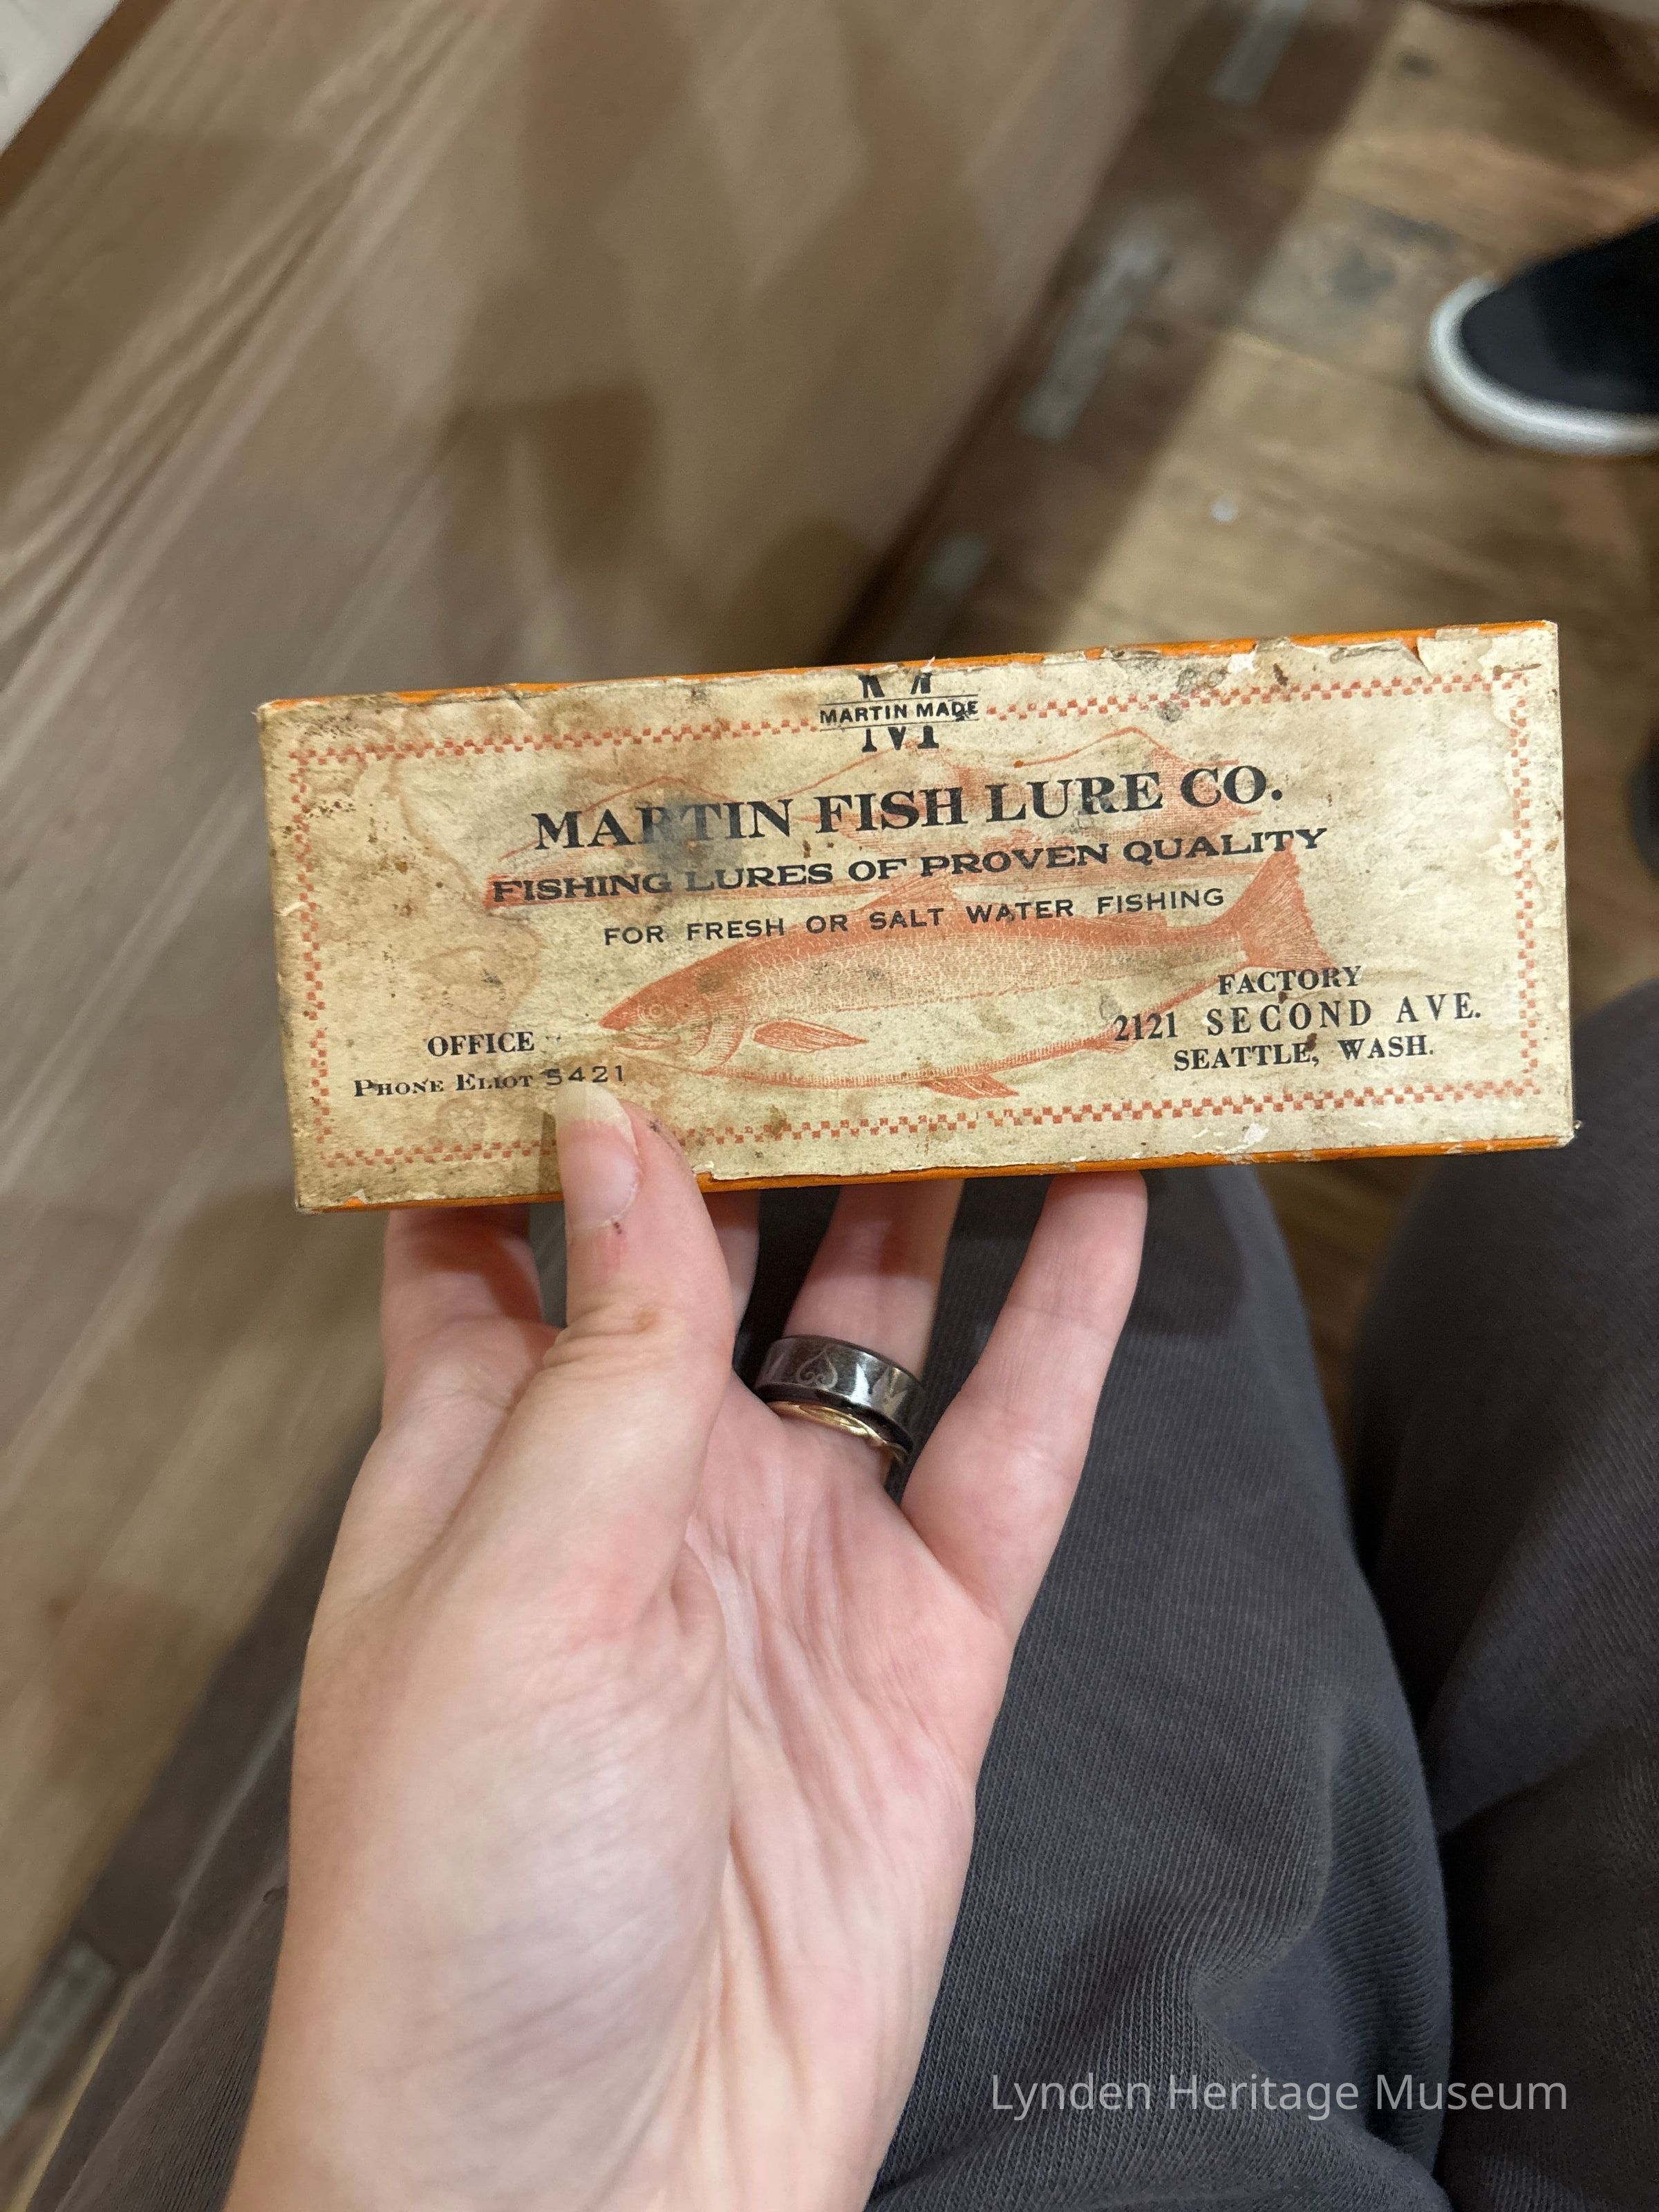 MARTIN MADE
M
MARTIN FISH LURE CO.
FISHING LURES OF PROVEN QUALITY
FOR FRESH OR SALT WATER FISHING
OFFICE
PHONE ELIOT 5421
FACTORY
2121 SECOND AVE.
SEATTLE, WASH.
Lynden Heritage Museum